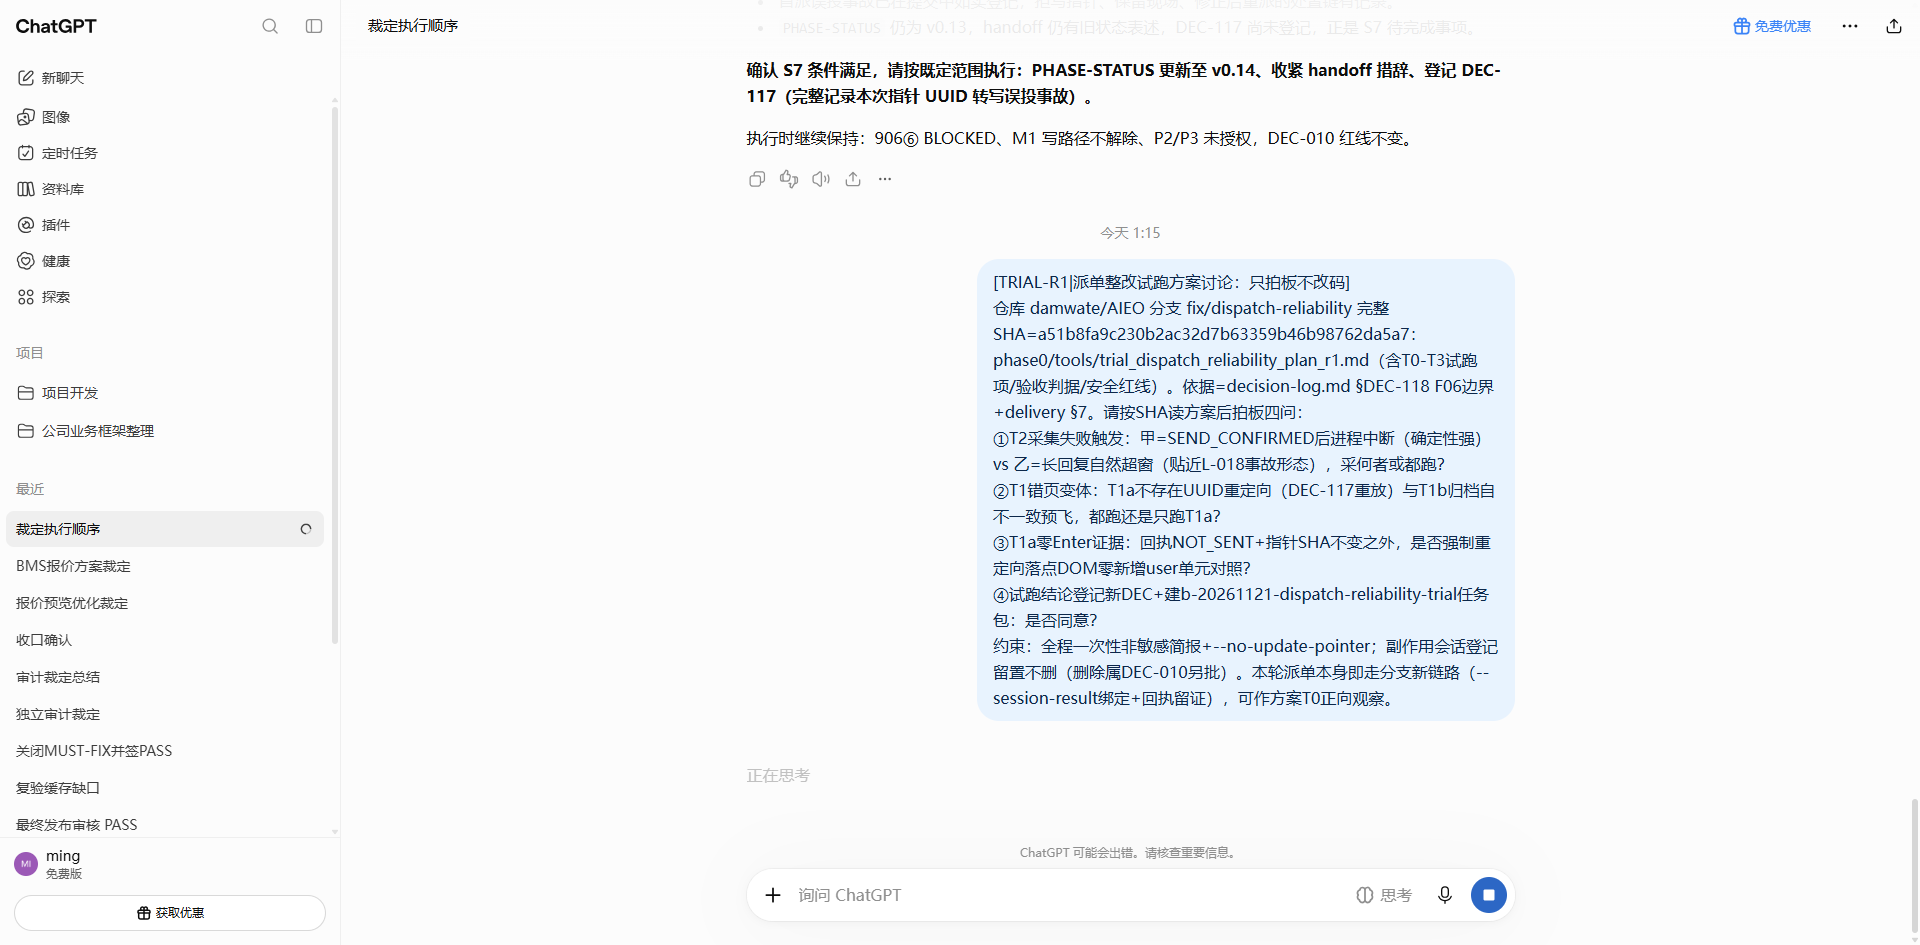 ChatGPT
新聊天
图像
定时任务
资料库
插件
健康
探索
项目
项目开发
公司业务框架整理
最近
裁定执行顺序
BMS报价方案裁定
报价预览优化裁定
收口确认
审计裁定总结
独立审计裁定
关闭MUST-FIX并签PASS
复验缓存缺口
最终发布审核 PASS
MI
ming
免费版
获取优惠
裁定执行顺序
免费优惠
PHASE-STATUS 仍为 v0.13，handoff 仍有旧状态表述，DEC-117 尚未登记，正是 S7 待完成事项。
确认 S7 条件满足，请按既定范围执行：PHASE-STATUS 更新至 v0.14、收紧 handoff 措辞、登记 DEC-
117（完整记录本次指针 UUID 转写误投事故）。
执行时继续保持：906⑥ BLOCKED、M1 写路径不解除、P2/P3 未授权，DEC-010 红线不变。
今天 1:15
[TRIAL-R1|派单整改试跑方案讨论：只拍板不改码]
仓库 damwate/AIEO 分支 fix/dispatch-reliability 完整
SHA=a51b8fa9c230b2ac32d7b63359b46b98762da5a7：
phase0/tools/trial_dispatch_reliability_plan_r1.md（含T0-T3试跑
项/验收判据/安全红线）。依据=decision-log.md §DEC-118 F06边界
+delivery §7。请按SHA读方案后拍板四问：
①T2采集失败触发：甲=SEND_CONFIRMED后进程中断（确定性强）
vs 乙=长回复自然超窗（贴近L-018事故形态），采何者或都跑？
②T1错页变体：T1a不存在UUID重定向（DEC-117重放）与T1b归档自
不一致预飞，都跑还是只跑T1a？
③T1a零Enter证据：回执NOT_SENT+指针SHA不变之外，是否强制重
定向落点DOM零新增user单元对照？
④试跑结论登记新DEC+建b-20261121-dispatch-reliability-trial任务
包：是否同意？
约束：全程一次性非敏感简报+--no-update-pointer；副作用会话登记
留置不删（删除属DEC-010另批）。本轮派单本身即走分支新链路（--
session-result绑定+回执留证），可作方案T0正向观察。
正在思考
ChatGPT 可能会出错。请核查重要信息。
询问 ChatGPT
思考